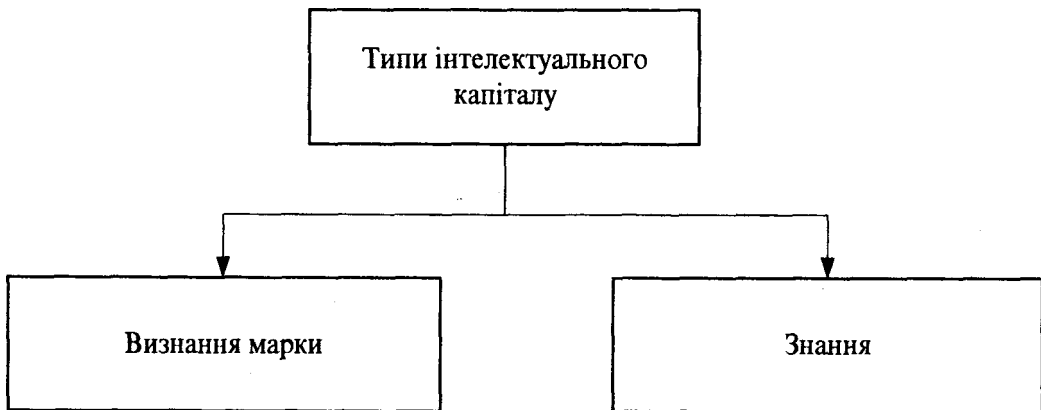 Типи інтелектуального
капіталу
Визнання марки
Знання